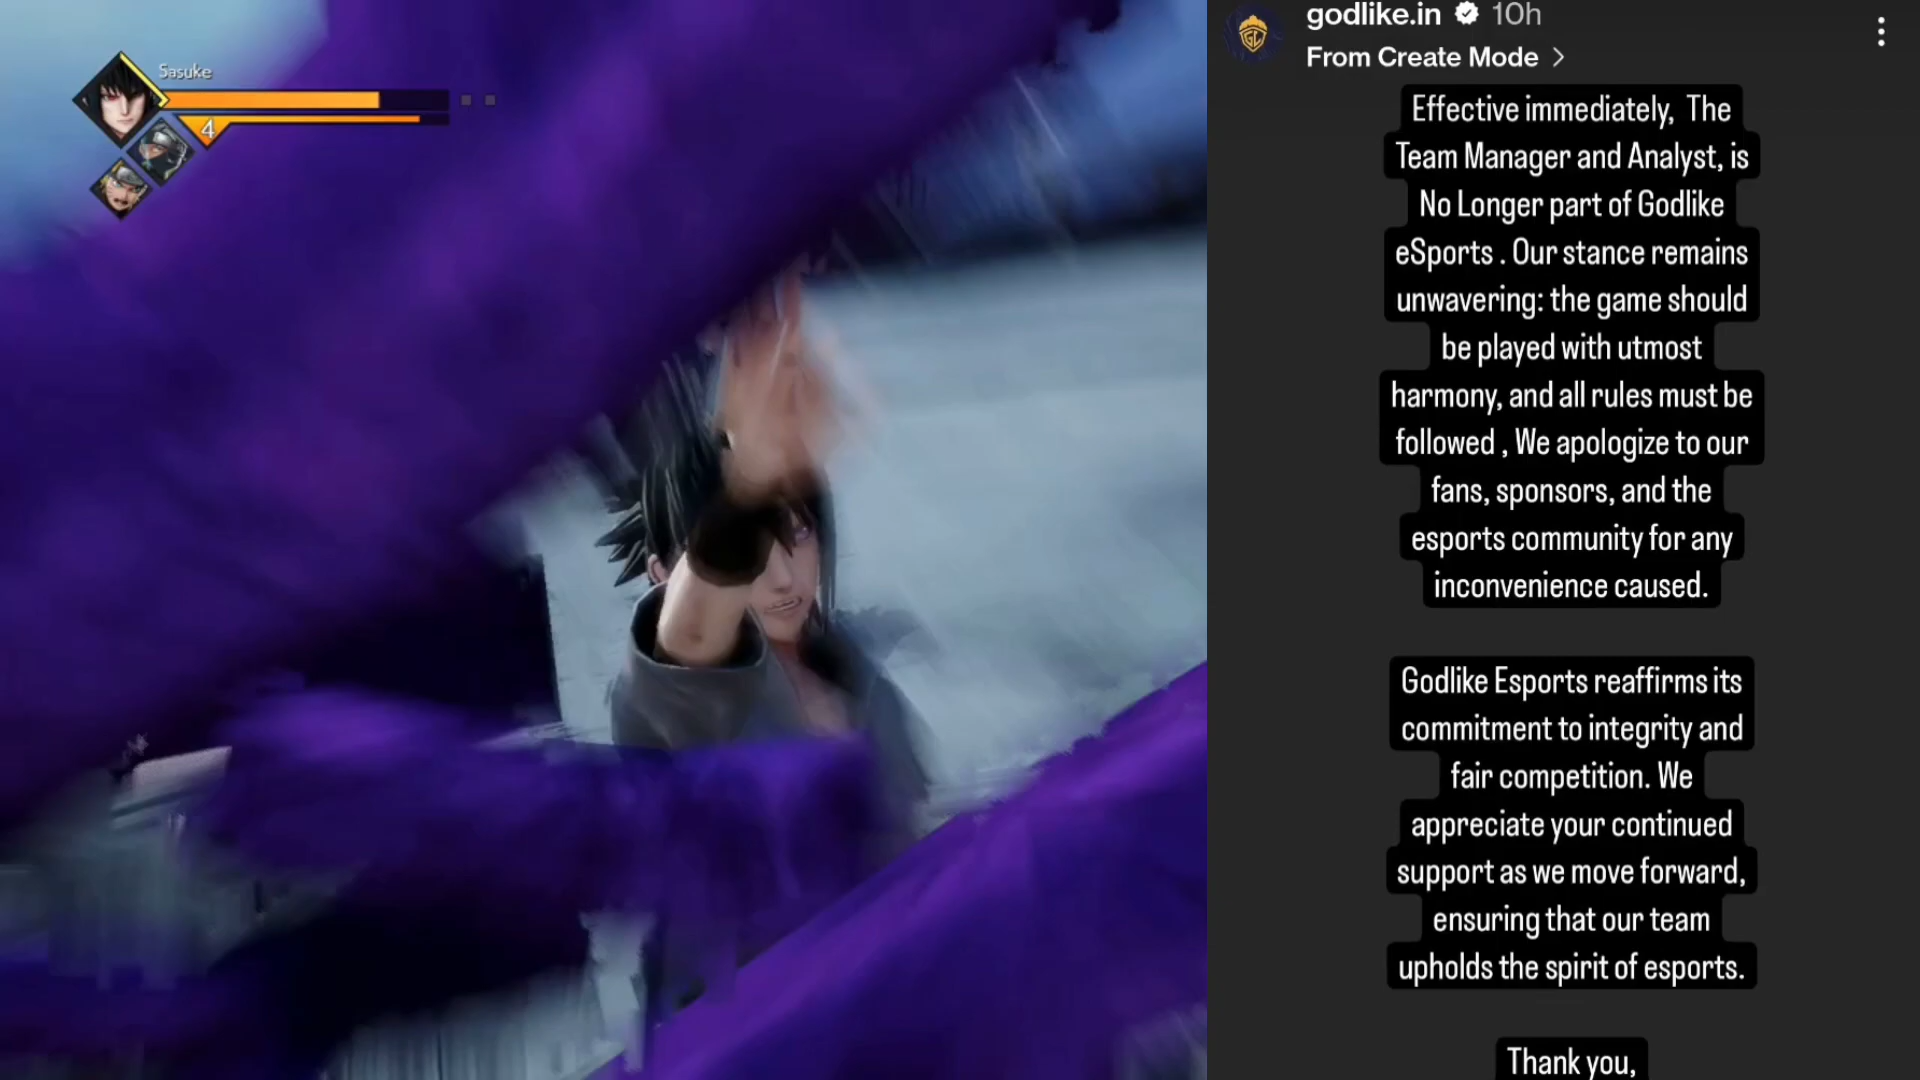 Sasuke
4
godlike.in 10h
From Create Mode >
Effective immediately, The
Team Manager and Analyst, is
No Longer part of Godlike
eSports . Our stance remains
unwavering: the game should
be played with utmost
harmony, and all rules must be
followed , We apologize to our
fans, sponsors, and the
esports community for any
inconvenience caused.
Godlike Esports reaffirms its
commitment to integrity and
fair competition. We
appreciate your continued
support as we move forward,
ensuring that our team
upholds the spirit of esports.
Thank you,